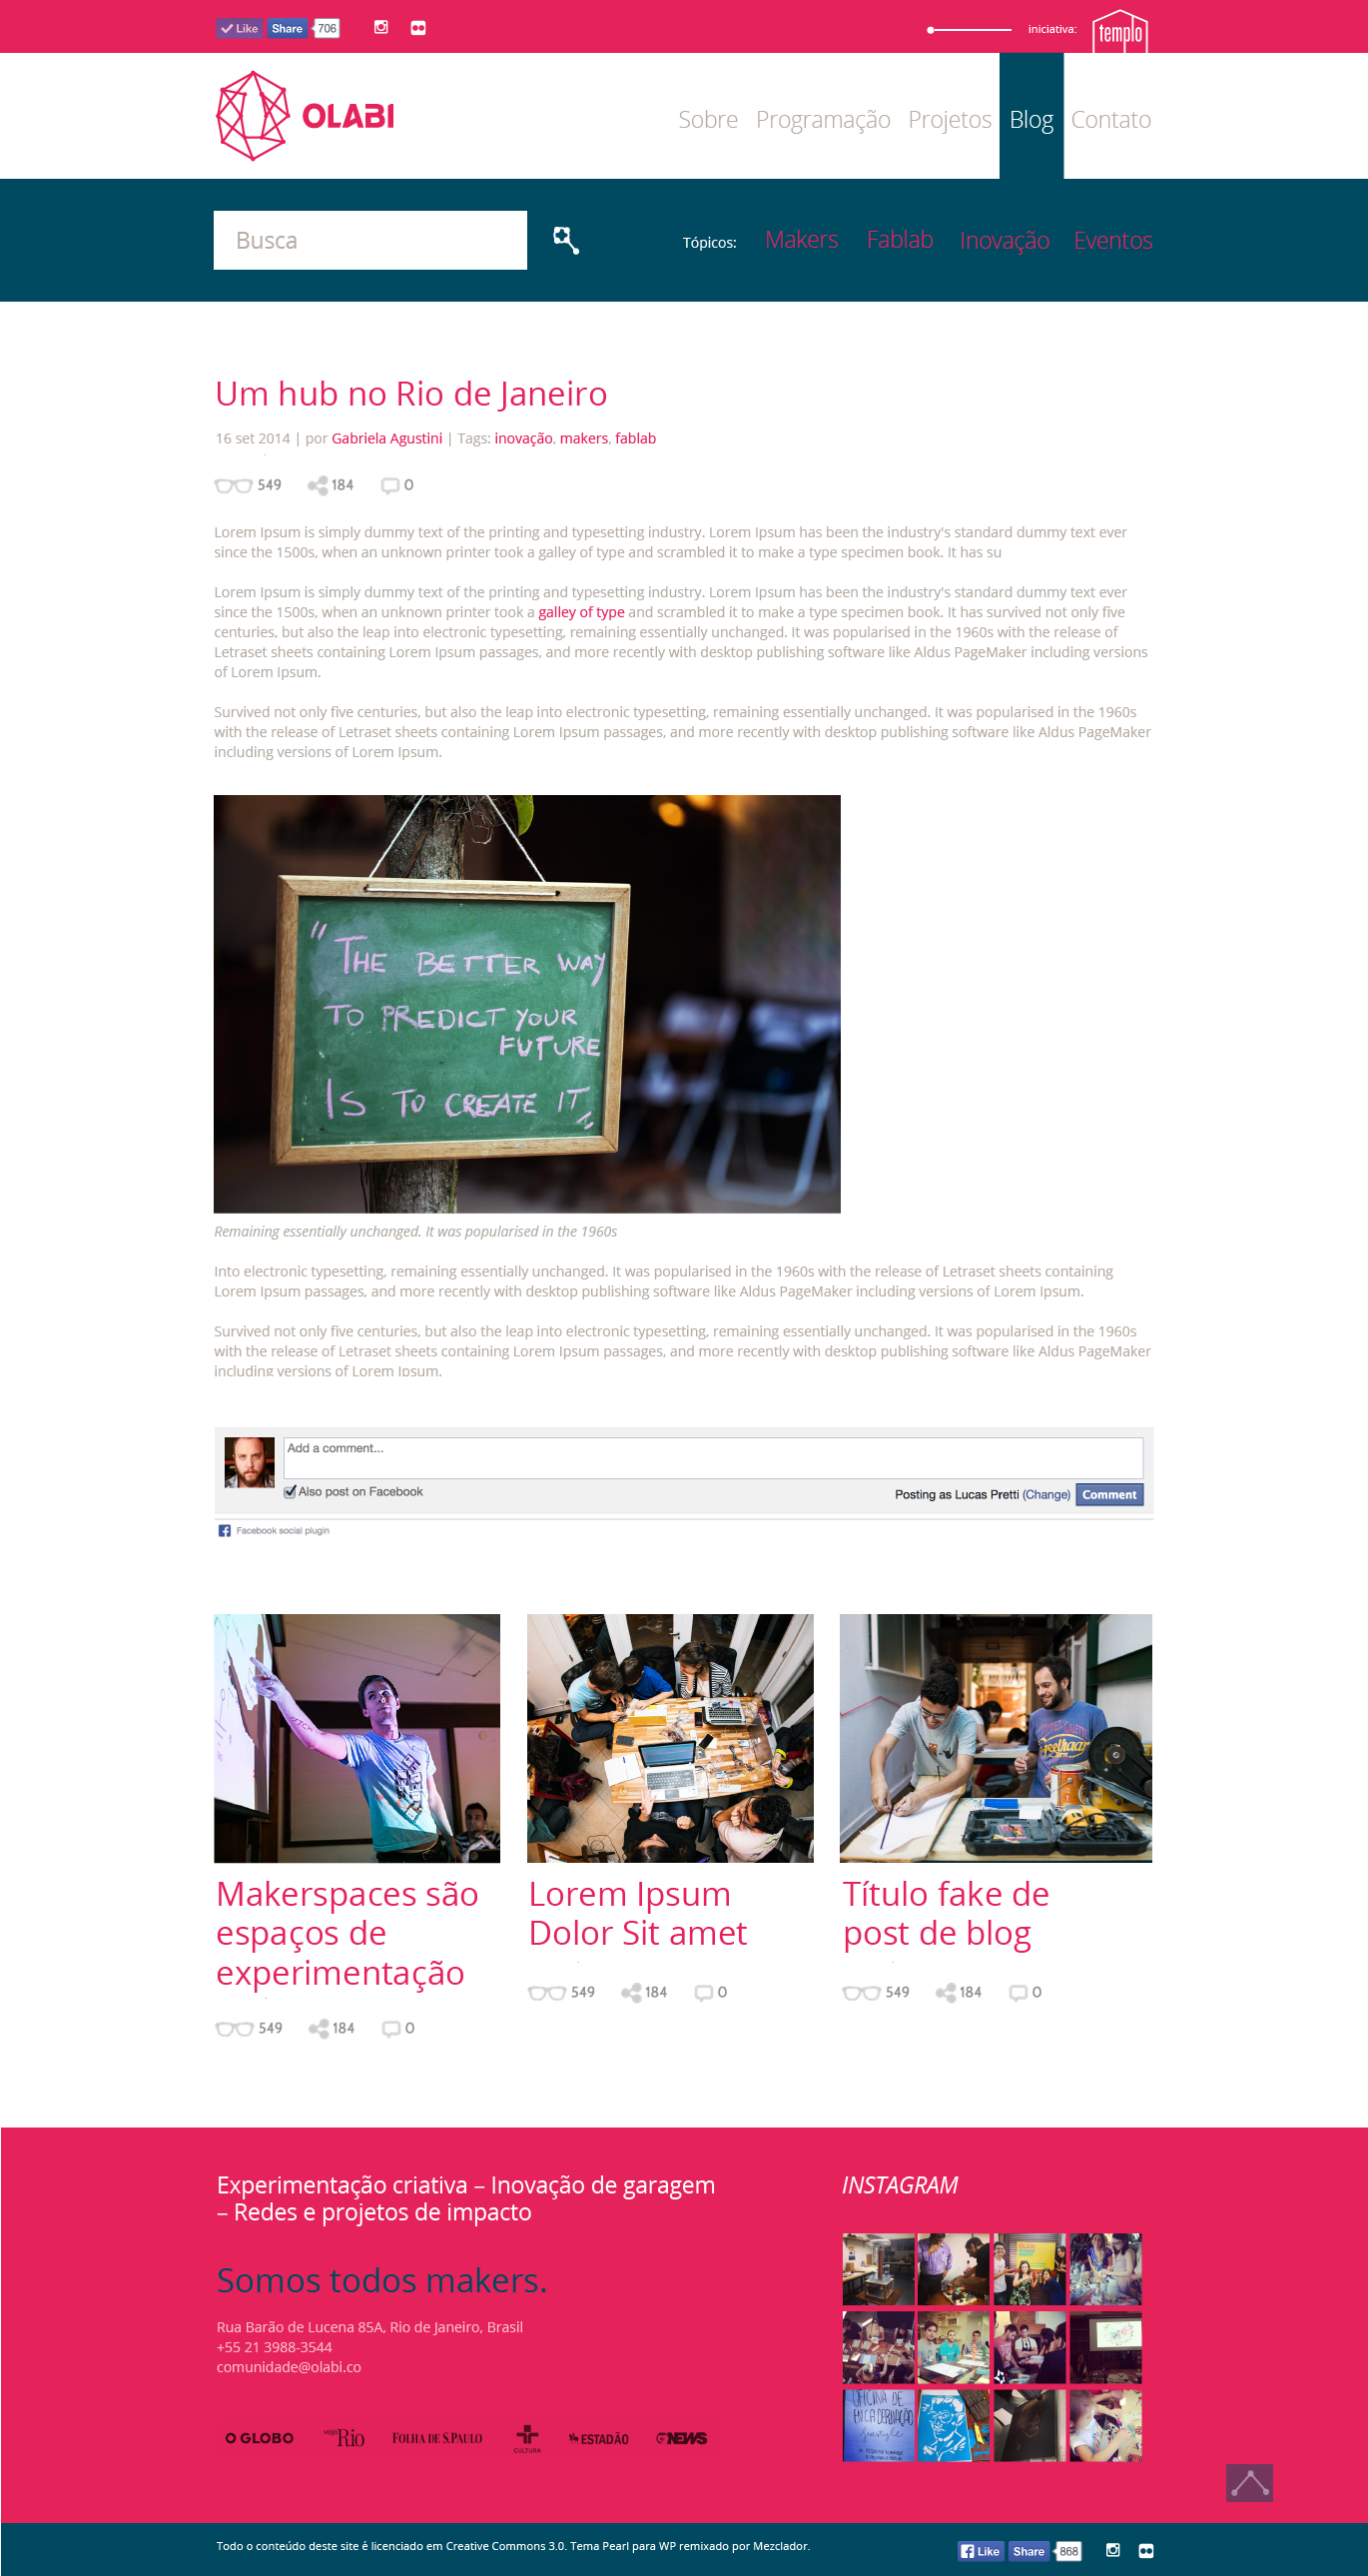 Like Share 706
iniciativa: templo
OLABI
Sobre Programação Projetos Blog Contato
Busca
Tópicos: Makers Fablab Inovação Eventos
Um hub no Rio de Janeiro
16 set 2014 | por Gabriela Agustini | Tags: inovação, makers, fablab
549 184 0
Lorem Ipsum is simply dummy text of the printing and typesetting industry. Lorem Ipsum has been the industry's standard dummy text ever
since the 1500s, when an unknown printer took a galley of type and scrambled it to make a type specimen book. It has su
Lorem Ipsum is simply dummy text of the printing and typesetting industry. Lorem Ipsum has been the industry's standard dummy text ever
since the 1500s, when an unknown printer took a galley of type and scrambled it to make a type specimen book. It has survived not only five
centuries, but also the leap into electronic typesetting, remaining essentially unchanged. It was popularised in the 1960s with the release of
Letraset sheets containing Lorem Ipsum passages, and more recently with desktop publishing software like Aldus PageMaker including versions
of Lorem Ipsum.
Survived not only five centuries, but also the leap into electronic typesetting, remaining essentially unchanged. It was popularised in the 1960s
with the release of Letraset sheets containing Lorem Ipsum passages, and more recently with desktop publishing software like Aldus PageMaker
including versions of Lorem Ipsum.
"THE BETTER WAY
TO PREDICT YOUR
FUTURE
IS TO CREATE IT"
Remaining essentially unchanged. It was popularised in the 1960s
Into electronic typesetting, remaining essentially unchanged. It was popularised in the 1960s with the release of Letraset sheets containing
Lorem Ipsum passages, and more recently with desktop publishing software like Aldus PageMaker including versions of Lorem Ipsum.
Survived not only five centuries, but also the leap into electronic typesetting, remaining essentially unchanged. It was popularised in the 1960s
with the release of Letraset sheets containing Lorem Ipsum passages, and more recently with desktop publishing software like Aldus PageMaker
including versions of Lorem Ipsum.
Add a comment...
Also post on Facebook
Posting as Lucas Pretti (Change) Comment
Facebook social plugin
Makerspaces são
espaços de
experimentação
549 184 0
Lorem Ipsum
Dolor Sit amet
549 184 0
Título fake de
post de blog
549 184 0
Experimentação criativa – Inovação de garagem
– Redes e projetos de impacto
Somos todos makers.
Rua Barão de Lucena 85A, Rio de Janeiro, Brasil
+55 21 3988-3544
comunidade@olabi.co
O GLOBO vejaRio FOLHA DE S.PAULO CULTURA ESTADÃO GNEWS
INSTAGRAM
OFICINA DE
Todo o conteúdo deste site é licenciado em Creative Commons 3.0. Tema Pearl para WP remixado por Mezclador.
Like Share 868